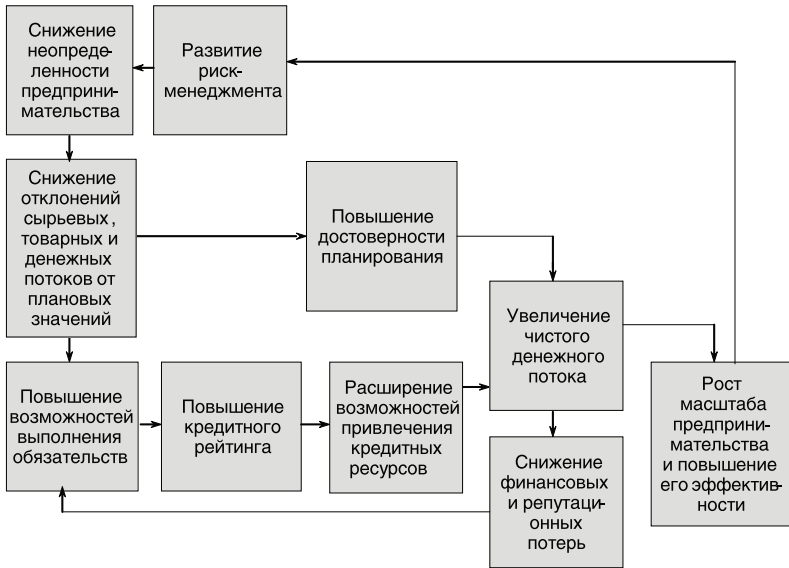 Снижение
неопреде-
ленности
предприни-
мательства
Развитие
риск-
менеджмента
Снижение
отклонений
сырьевых,
товарных и
денежных
потоков от
плановых
значений
Повышение
достоверности
планирования
Увеличение
чистого
денежного
потока
Повышение
возможностей
выполнения
обязательств
Повышение
кредитного
рейтинга
Расширение
возможностей
привлечения
кредитных
ресурсов
Рост
масштаба
предприни-
мательства
и повышение
его эффектив-
ности
Снижение
финансовых
и репутаци-
онных
потерь